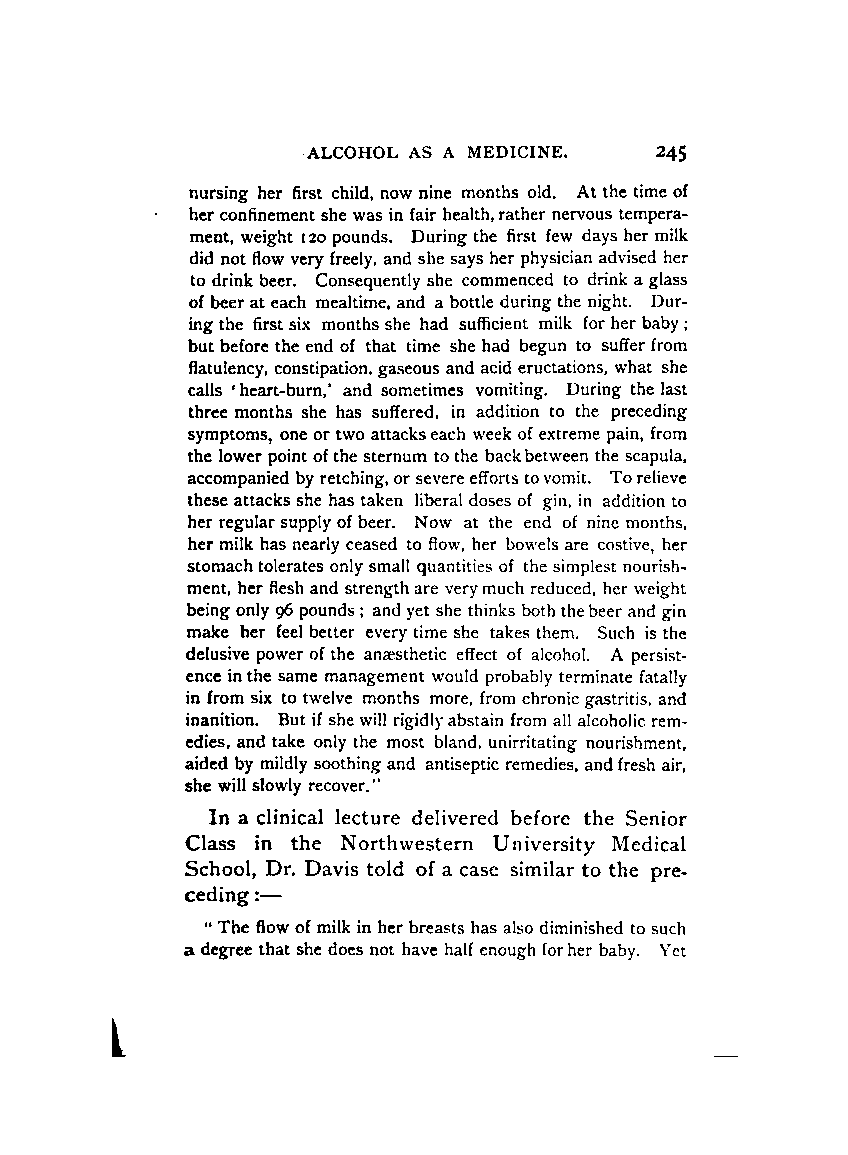 ALCOHOL AS A MEDICINE. 245
nursing her first child, now nine months old. At the time of
her confinement she was in fair health, rather nervous tempera-
ment, weight 120 pounds. During the first few days her milk
did not flow very freely, and she says her physician advised her
to drink beer. Consequently she commenced to drink a glass
of beer at each mealtime, and a bottle during the night. Dur-
ing the first six months she had sufficient milk for her baby ;
but before the end of that time she had begun to suffer from
flatulency, constipation, gaseous and acid eructations, what she
calls ‘heart-burn,’ and sometimes vomiting. During the last
three months she has suffered, in addition to the preceding
symptoms, one or two attacks each week of extreme pain, from
the lower point of the sternum to the back between the scapula,
accompanied by retching, or severe efforts to vomit. To relieve
these attacks she has taken liberal doses of gin, in addition to
her regular supply of beer. Now at the end of nine months,
her milk has nearly ceased to flow, her bowels are costive, her
stomach tolerates only small quantities of the simplest nourish-
ment, her flesh and strength are very much reduced, her weight
being only 96 pounds ; and yet she thinks both the beer and gin
make her feel better every time she takes them. Such is the
delusive power of the anæsthetic effect of alcohol. A persist-
ence in the same management would probably terminate fatally
in from six to twelve months more, from chronic gastritis, and
inanition. But if she will rigidly abstain from all alcoholic rem-
edies, and take only the most bland, unirritating nourishment,
aided by mildly soothing and antiseptic remedies, and fresh air,
she will slowly recover."
In a clinical lecture delivered before the Senior
Class in the Northwestern University Medical
School, Dr. Davis told of a case similar to the pre-
ceding :—
" The flow of milk in her breasts has also diminished to such
a degree that she does not have half enough for her baby. Yet